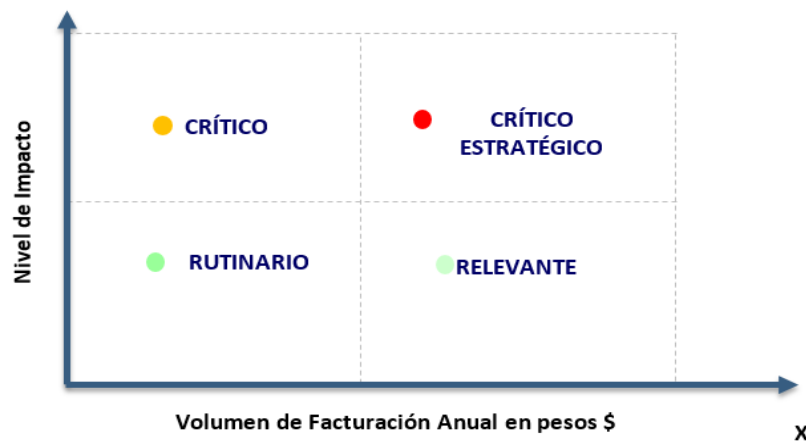 Nivel de Impacto
CRÍTICO
CRÍTICO
ESTRATÉGICO
RUTINARIO
RELEVANTE
Volumen de Facturación Anual en pesos $
X